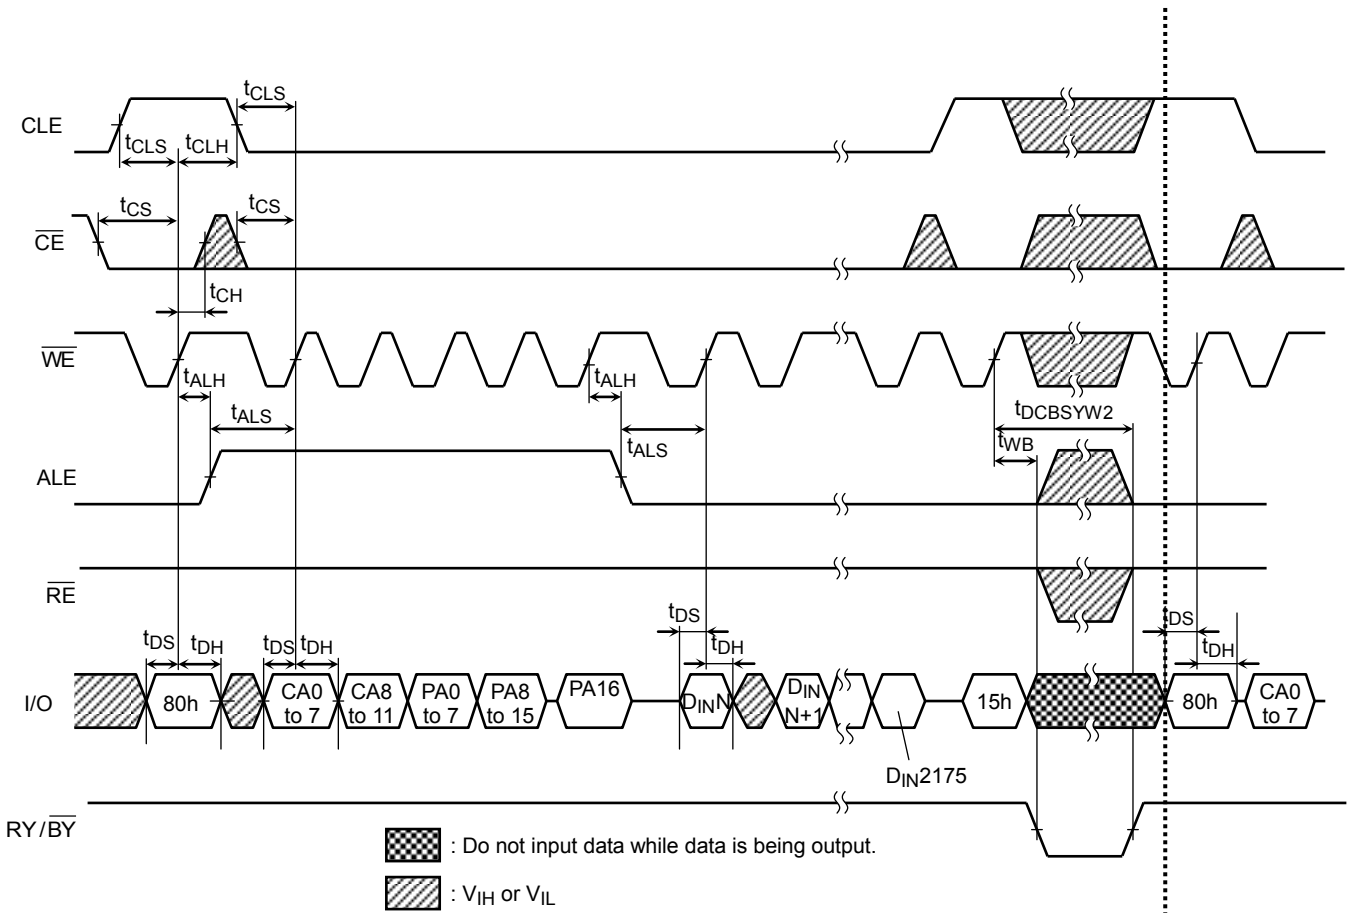 CLE
tCLS
tCLS
tCLH
CE
tCS
tCS
tCH
WE
tALH
tALH
tDCBSYW2
tALS
tALS
tWB
ALE
RE
tDS
tDH
tDS
tDH
tDS
tDH
tDS
tDH
I/O
80h
CA0 to 7
CA8 to 11
PA0 to 7
PA8 to 15
PA16
DINN
DIN N+1
DIN2175
15h
80h
CA0 to 7
RY/BY
: Do not input data while data is being output.
: VIH or VIL